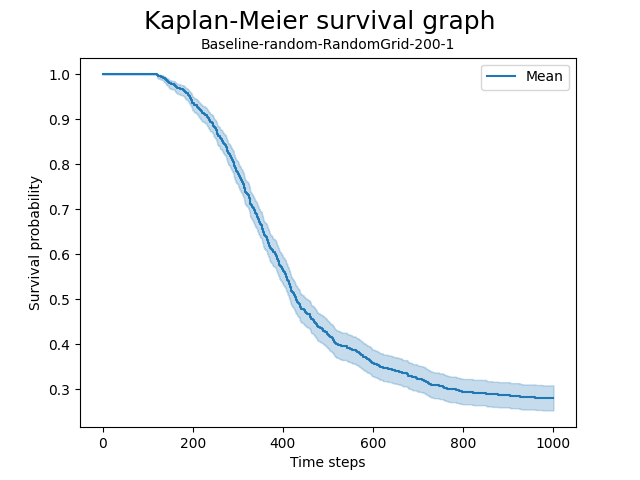 Kaplan-Meier survival graph
Baseline-random-RandomGrid-200-1
Mean
1.0
0.9
0.8
0.7
0.6
0.5
0.4
0.3
Survival probability
0 200 400 600 800 1000
Time steps